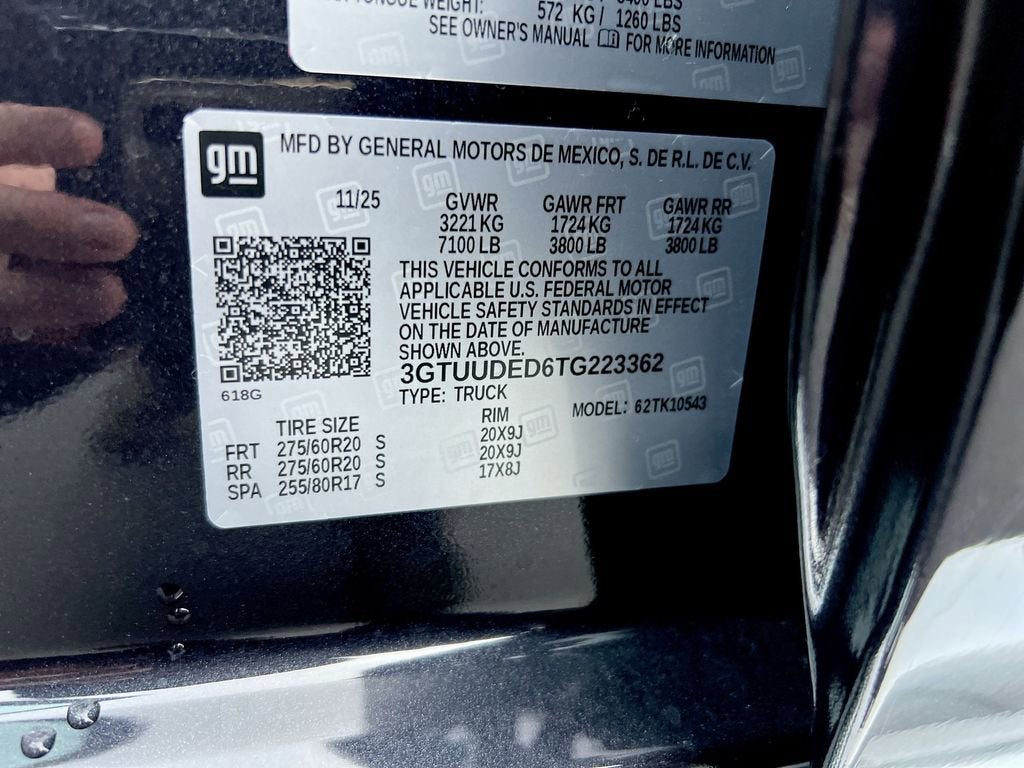 TONGUE WEIGHT: 572 KG/ 1260 LBS
SEE OWNER'S MANUAL FOR MORE INFORMATION
gm
MFD BY GENERAL MOTORS DE MEXICO, S. DE R.L. DE C.V.
11/25 GVWR GAWR FRT GAWR RR
3221 KG 1724 KG 1724 KG
7100 LB 3800 LB 3800 LB
THIS VEHICLE CONFORMS TO ALL
APPLICABLE U.S. FEDERAL MOTOR
VEHICLE SAFETY STANDARDS IN EFFECT
ON THE DATE OF MANUFACTURE
SHOWN ABOVE.
3GTUUDED6TG223362
618G
TYPE: TRUCK MODEL: 62TK10543
TIRE SIZE RIM
FRT 275/60R20 S 20X9J
RR 275/60R20 S 20X9J
SPA 255/80R17 S 17X8J